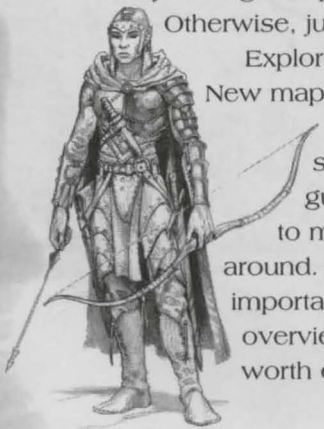 Otherwise, ju
Explor
New map
s
gu
to m
around.
importa
overvie
worth e